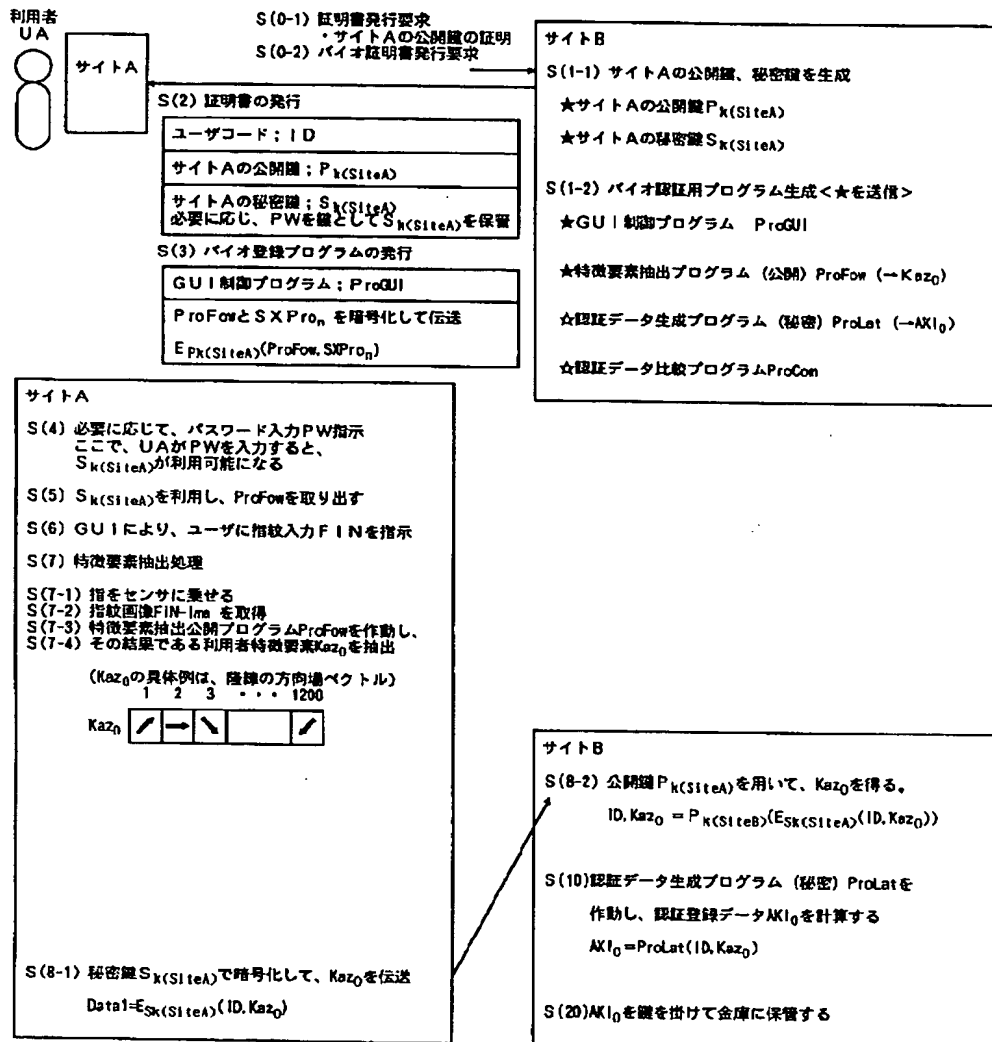 利用者
UA
サイトA
S(0-1) 証明書発行要求
・サイトAの公開鍵の証明
S(0-2) バイオ証明書発行要求
S(2) 証明書の発行
ユーザコード；ID
サイトAの公開鍵；Pk(SiteA)
サイトAの秘密鍵；Sk(SiteA)
必要に応じ、PWを鍵としてSk(SiteA)を保管
S(3) バイオ登録プログラムの発行
GUI制御プログラム；ProGUI
ProFowとSXPron を暗号化して伝送
EPk(SiteA)(ProFow,SXPron)
サイトB
S(1-1) サイトAの公開鍵、秘密鍵を生成
★サイトAの公開鍵Pk(SiteA)
★サイトAの秘密鍵Sk(SiteA)
S(1-2) バイオ認証用プログラム生成<★を送信>
★GUI制御プログラム ProGUI
★特徴要素抽出プログラム（公開）ProFow (→Kaz0)
☆認証データ生成プログラム（秘密）ProLat (→AKI0)
☆認証データ比較プログラムProCom
サイトA
S(4) 必要に応じて、パスワード入力PW指示
ここで、UAがPWを入力すると、
Sk(SiteA)が利用可能になる
S(5) Sk(SiteA)を利用し、ProFowを取り出す
S(6) GUIにより、ユーザに指紋入力FINを指示
S(7) 特徴要素抽出処理
S(7-1) 指をセンサに乗せる
S(7-2) 指紋画像FIN-Ima を取得
S(7-3) 特徴要素抽出公開プログラムProFowを作動し、
S(7-4) その結果である利用者特徴要素Kaz0を抽出
(Kaz0の具体例は、隆線の方向場ベクトル)
1 2 3 ・・・ 1200
Kaz0
S(8-1) 秘密鍵Sk(SiteA)で暗号化して、Kaz0を伝送
Data1=ESk(SiteA)(ID,Kaz0)
サイトB
S(8-2) 公開鍵Pk(SiteA)を用いて、Kaz0を得る。
ID,Kaz0 = Pk(SiteB)(ESk(SiteA)(ID,Kaz0))
S(10)認証データ生成プログラム（秘密）ProLatを
作動し、認証登録データAKI0を計算する
AKI0=ProLat(ID,Kaz0)
S(20)AKI0を鍵を掛けて金庫に保管する